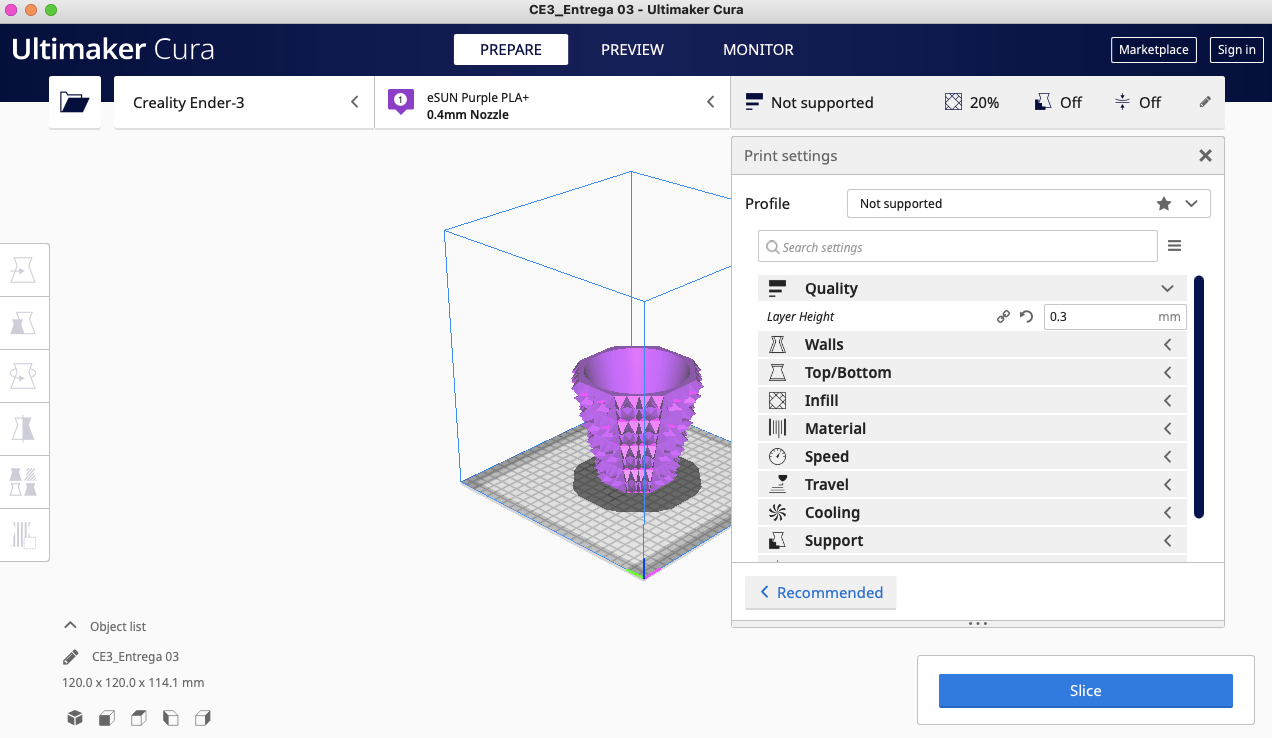 CE3_Entrega 03 - Ultimaker Cura
Ultimaker Cura
PREPARE
PREVIEW
MONITOR
Marketplace
Sign in
Creality Ender-3
1
eSUN Purple PLA+
0.4mm Nozzle
Not supported
20%
Off
Off
Print settings
Profile
Not supported
Search settings
Quality
Layer Height
0.3 mm
Walls
Top/Bottom
Infill
Material
Speed
Travel
Cooling
Support
Recommended
Object list
CE3_Entrega 03
120.0 x 120.0 x 114.1 mm
Slice